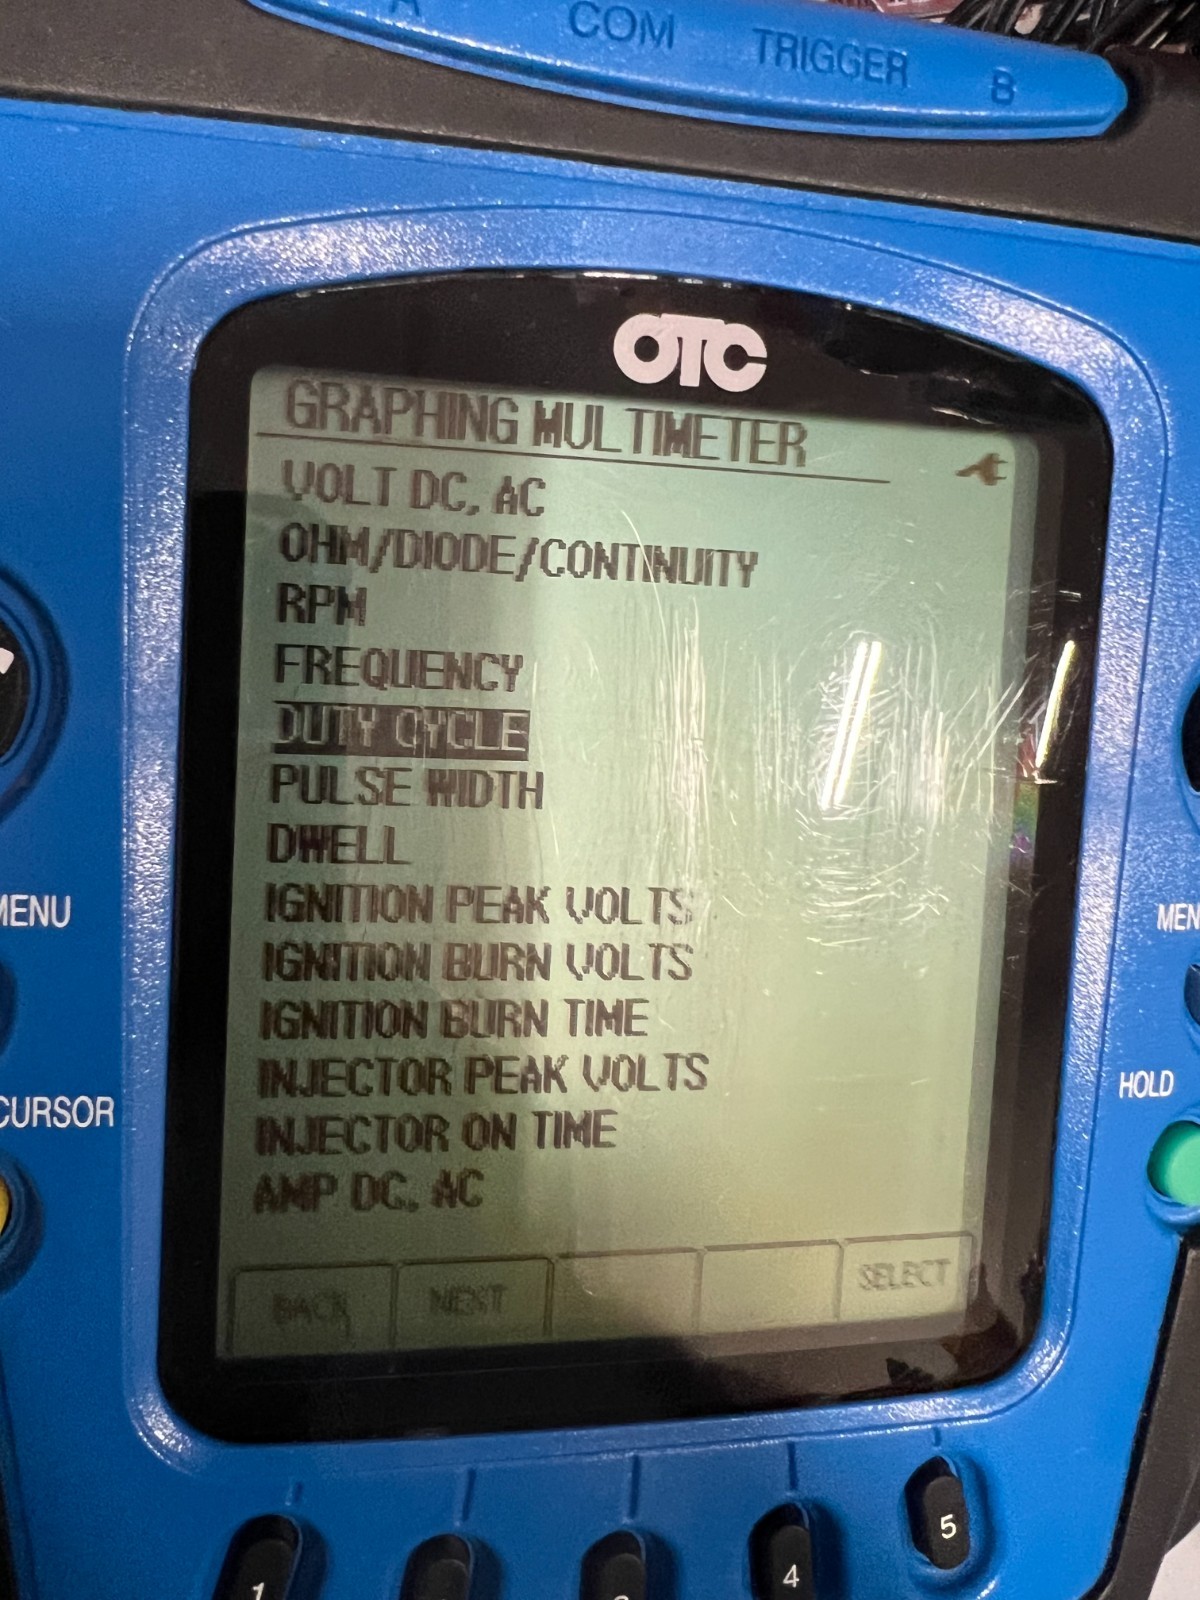 A COM TRIGGER B
OTC
GRAPHING MULTIMETER
VOLT DC, AC
OHM/DIODE/CONTINUITY
RPM
FREQUENCY
DUTY CYCLE
PULSE WIDTH
DWELL
IGNITION PEAK VOLTS
IGNITION BURN VOLTS
IGNITION BURN TIME
INJECTOR PEAK VOLTS
INJECTOR ON TIME
AMP DC, AC
BACK NEXT SELECT
MENU
MEN
CURSOR
HOLD
1 4 5